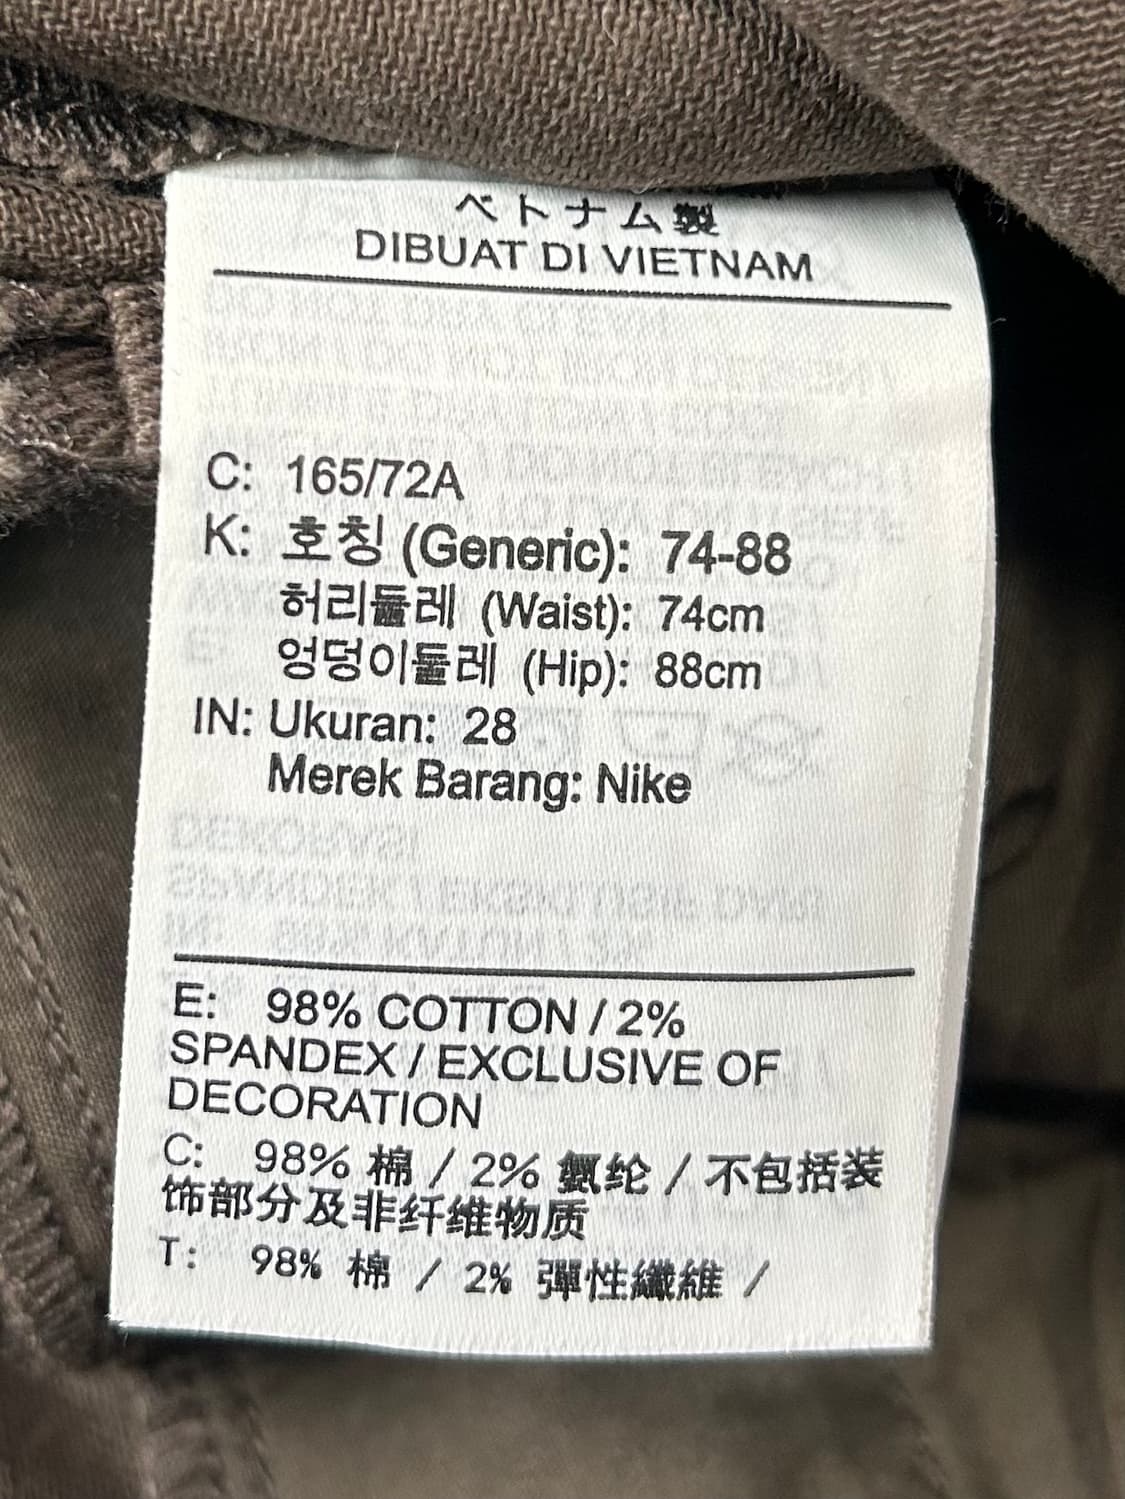 ベトナム製
DIBUAT DI VIETNAM
C: 165/72A
K: 호칭 (Generic): 74-88
허리둘레 (Waist): 74cm
엉덩이둘레 (Hip): 88cm
IN: Ukuran: 28
Merek Barang: Nike
E: 98% COTTON / 2%
SPANDEX / EXCLUSIVE OF
DECORATION
C: 98% 棉 / 2% 氨纶 / 不包括装
饰部分及非纤维物质
T: 98% 棉 / 2% 彈性纖維 /